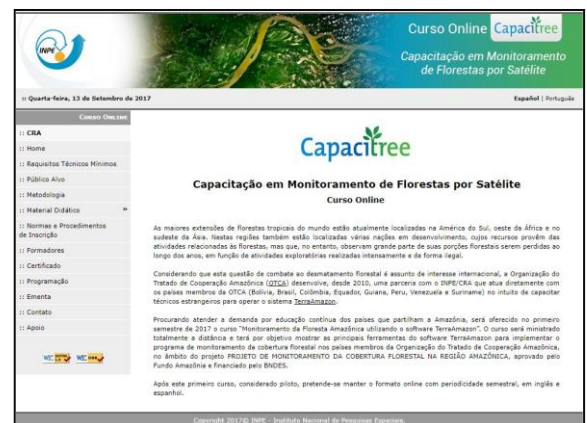 INPE
Curso Online Capacitree
Capacitação em Monitoramento
de Florestas por Satélite
:: Quarta-feira, 13 de Setembro de 2017
Español | Português
Curso Online
:: CRA
:: Home
:: Requisitos Técnicos Mínimos
:: Público Alvo
:: Metodologia
:: Material Didático »
:: Normas e Procedimentos
de Inscrição
:: Formadores
:: Certificado
:: Programação
:: Ementa
:: Contato
:: Apoio
Capacitree
Capacitação em Monitoramento de Florestas por Satélite
Curso Online
As maiores extensões de florestas tropicais do mundo estão atualmente localizadas na América do Sul, oeste da África e no
sudeste da Ásia. Nestas regiões também estão localizadas várias nações em desenvolvimento, cujos recursos provêm das
atividades relacionadas às florestas, mas que, no entanto, observam grande parte de suas porções florestais serem perdidas ao
longo dos anos, em função de atividades exploratórias realizadas intensamente e de forma ilegal.
Considerando que esta questão de combate ao desmatamento florestal é assunto de interesse internacional, a Organização do
Tratado de Cooperação Amazônica (OTCA) desenvolve, desde 2010, uma parceria com o INPE/CRA que atua diretamente com
os países membros da OTCA (Bolívia, Brasil, Colômbia, Equador, Guiana, Peru, Venezuela e Suriname) no intuito de capacitar
técnicos estrangeiros para operar o sistema TerraAmazon.
Procurando atender a demanda por educação contínua dos países que partilham a Amazônia, será oferecido no primeiro
semestre de 2017 o curso "Monitoramento da Floresta Amazônica utilizando o software TerraAmazon". O curso será ministrado
totalmente a distância e terá por objetivo mostrar as principais ferramentas do software TerraAmazon para implementar o
programa de monitoramento da cobertura florestal nos países membros da Organização do Tratado de Cooperação Amazônica,
no âmbito do projeto PROJETO DE MONITORAMENTO DA COBERTURA FLORESTAL NA REGIÃO AMAZÔNICA, aprovado pelo
Fundo Amazônia e financiado pelo BNDES.
Após este primeiro curso, considerado piloto, pretende-se manter o formato online com periodicidade semestral, em inglês e
espanhol.
Copyright 2017© INPE - Instituto Nacional de Pesquisas Espaciais.